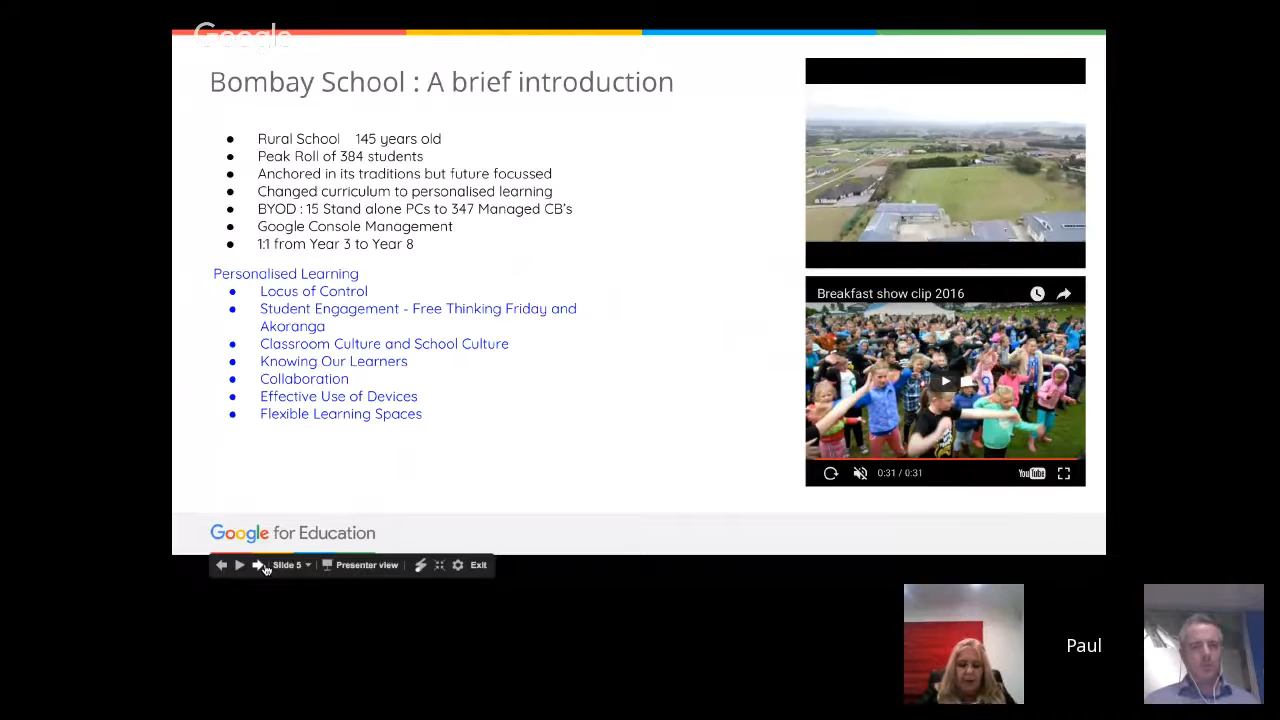 Google
Bombay School : A brief introduction
● Rural School 145 years old
● Peak Roll of 384 students
● Anchored in its traditions but future focussed
● Changed curriculum to personalised learning
● BYOD : 15 Stand alone PCs to 347 Managed CB's
● Google Console Management
● 1:1 from Year 3 to Year 8
Personalised Learning
● Locus of Control
● Student Engagement - Free Thinking Friday and
Akoranga
● Classroom Culture and School Culture
● Knowing Our Learners
● Collaboration
● Effective Use of Devices
● Flexible Learning Spaces
Breakfast show clip 2016
0:31 / 0:31
YouTube
Google for Education
Slide 5
Presenter view
Exit
Paul